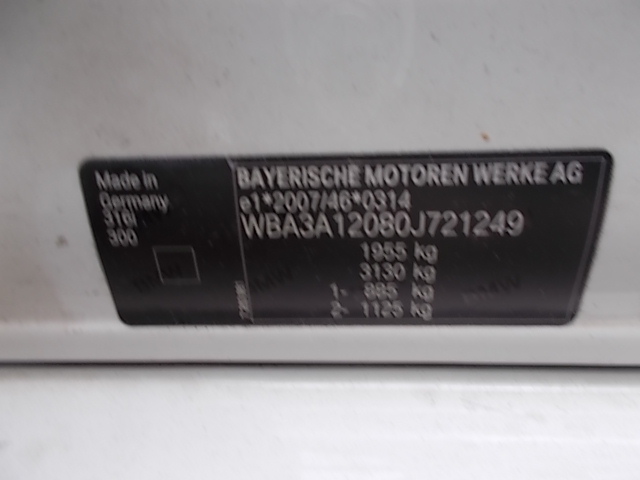 Made in
Germany
316i
300
BAYERISCHE MOTOREN WERKE AG
e1*2007/46*0314
WBA3A12080J721249
1955 kg
3130 kg
1- 885 kg
2- 1125 kg
BMW